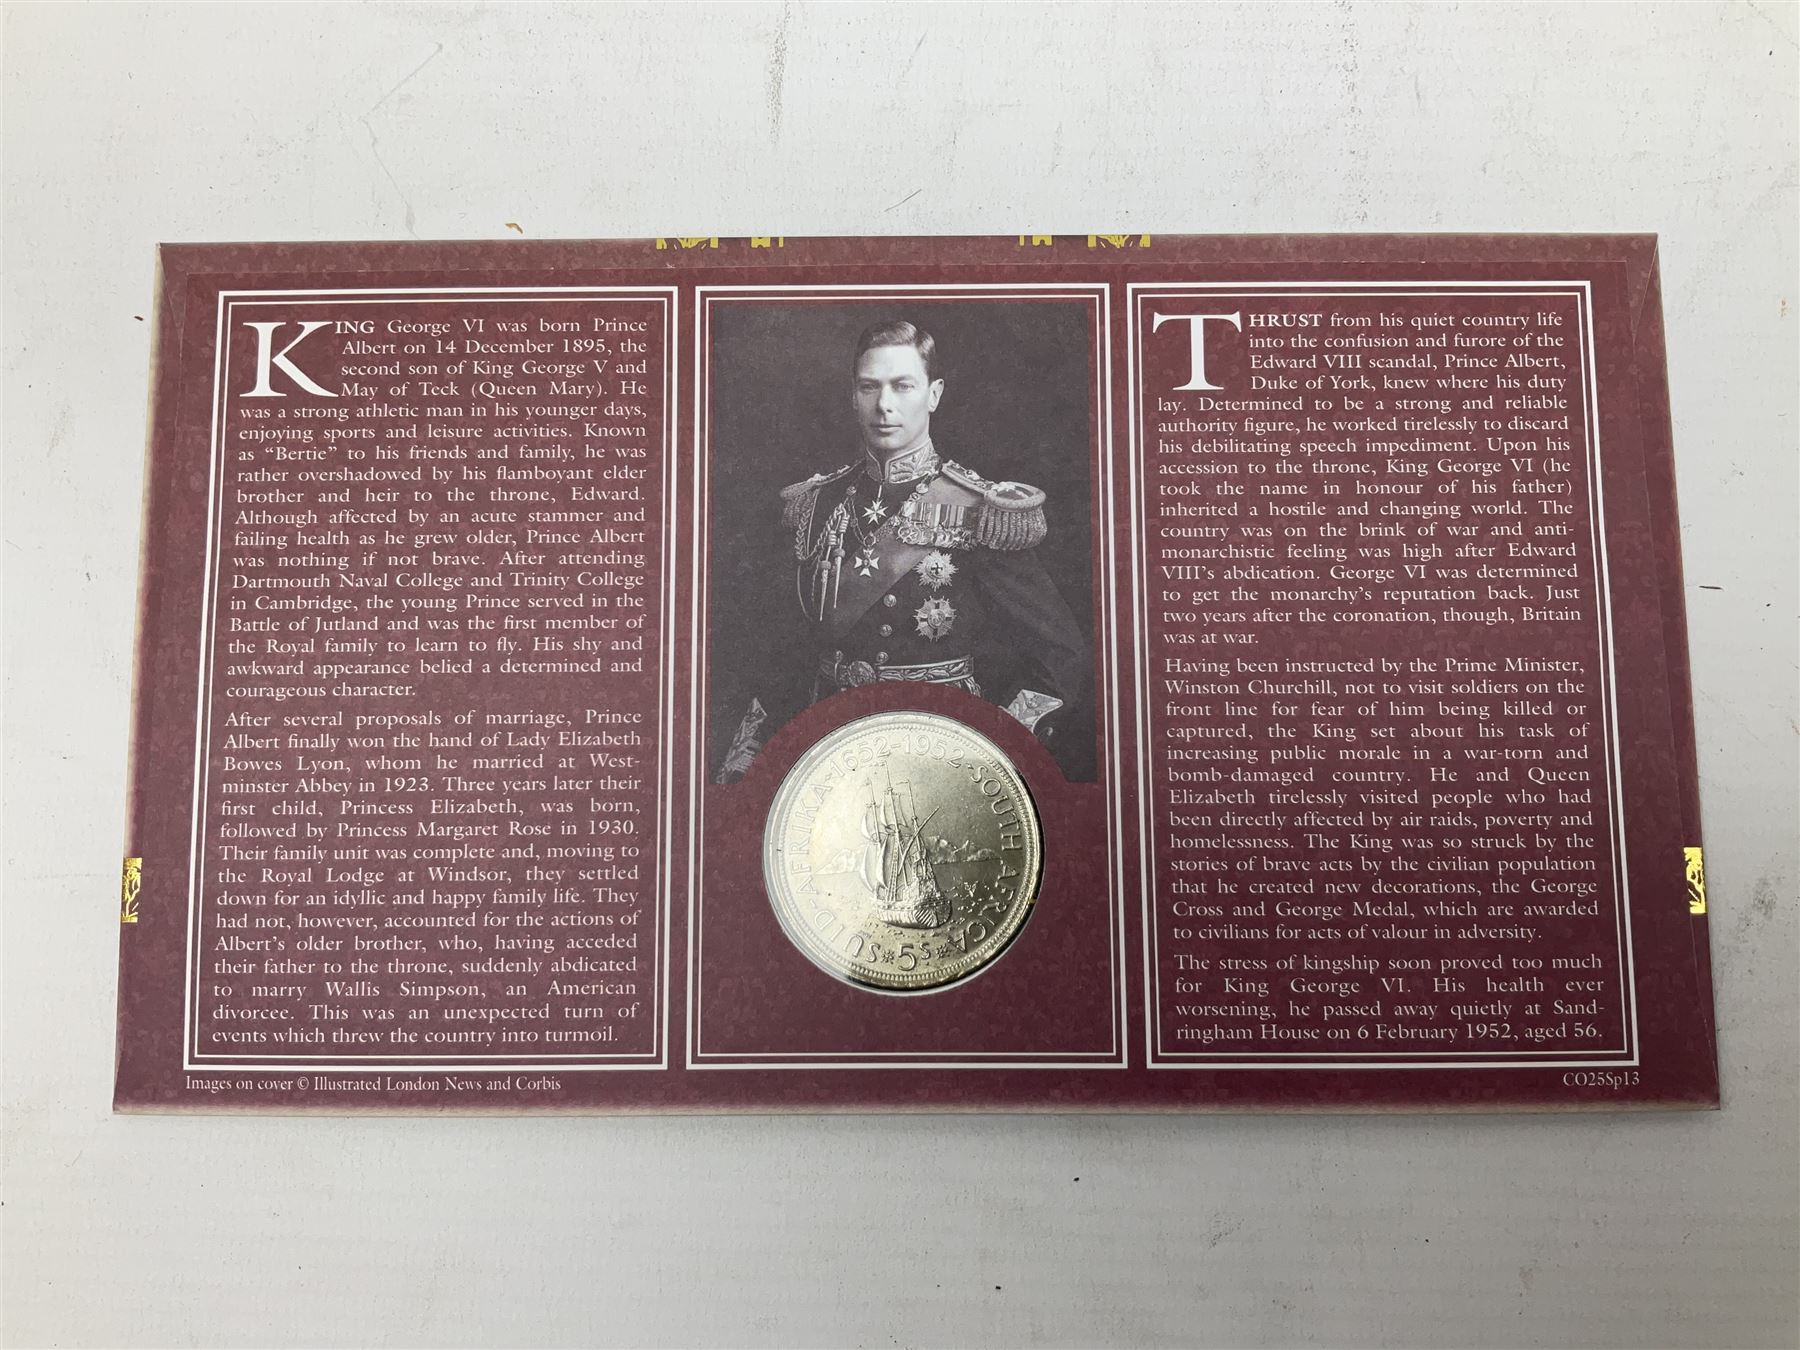 KING George VI was born Prince
Albert on 14 December 1895, the
second son of King George V and
May of Teck (Queen Mary). He
was a strong athletic man in his younger days,
enjoying sports and leisure activities. Known
as “Bertie” to his friends and family, he was
rather overshadowed by his flamboyant elder
brother and heir to the throne, Edward.
Although affected by an acute stammer and
failing health as he grew older, Prince Albert
was nothing if not brave. After attending
Dartmouth Naval College and Trinity College
in Cambridge, the young Prince served in the
Battle of Jutland and was the first member of
the Royal family to learn to fly. His shy and
awkward appearance belied a determined and
courageous character.
After several proposals of marriage, Prince
Albert finally won the hand of Lady Elizabeth
Bowes Lyon, whom he married at West-
minster Abbey in 1923. Three years later their
first child, Princess Elizabeth, was born,
followed by Princess Margaret Rose in 1930.
Their family unit was complete and, moving to
the Royal Lodge at Windsor, they settled
down for an idyllic and happy family life. They
had not, however, accounted for the actions of
Albert’s older brother, who, having acceded
their father to the throne, suddenly abdicated
to marry Wallis Simpson, an American
divorcee. This was an unexpected turn of
events which threw the country into turmoil.
Images on cover © Illustrated London News and Corbis
SUID-AFRIKA-1652-1952-SOUTH AFRICA
5s
THRUST from his quiet country life
into the confusion and furore of the
Edward VIII scandal, Prince Albert,
Duke of York, knew where his duty
lay. Determined to be a strong and reliable
authority figure, he worked tirelessly to discard
his debilitating speech impediment. Upon his
accession to the throne, King George VI (he
took the name in honour of his father)
inherited a hostile and changing world. The
country was on the brink of war and anti-
monarchistic feeling was high after Edward
VIII’s abdication. George VI was determined
to get the monarchy’s reputation back. Just
two years after the coronation, though, Britain
was at war.
Having been instructed by the Prime Minister,
Winston Churchill, not to visit soldiers on the
front line for fear of him being killed or
captured, the King set about his task of
increasing public morale in a war-torn and
bomb-damaged country. He and Queen
Elizabeth tirelessly visited people who had
been directly affected by air raids, poverty and
homelessness. The King was so struck by the
stories of brave acts by the civilian population
that he created new decorations, the George
Cross and George Medal, which are awarded
to civilians for acts of valour in adversity.
The stress of kingship soon proved too much
for King George VI. His health ever
worsening, he passed away quietly at Sand-
ringham House on 6 February 1952, aged 56.
CO25Sp13